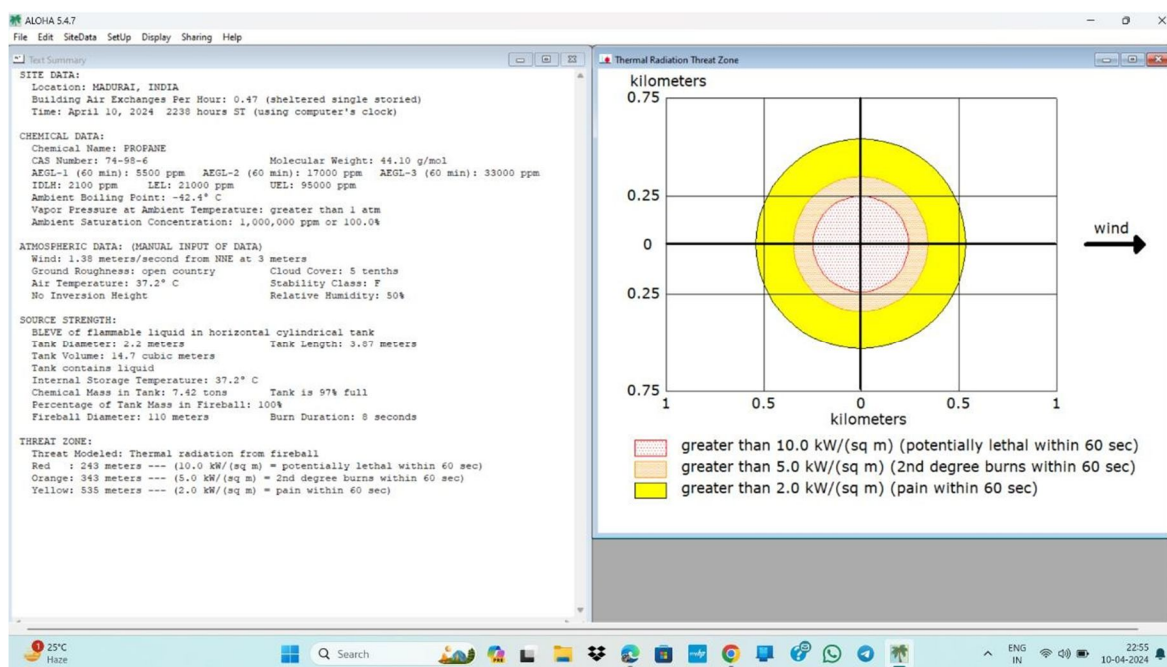 ALOHA 5.4.7
File Edit SiteData SetUp Display Sharing Help
Text Summary
SITE DATA:
Location: MADURAI, INDIA
Building Air Exchanges Per Hour: 0.47 (sheltered single storied)
Time: April 10, 2024 2238 hours ST (using computer's clock)
CHEMICAL DATA:
Chemical Name: PROPANE
CAS Number: 74-98-6 Molecular Weight: 44.10 g/mol
AEGL-1 (60 min): 5500 ppm AEGL-2 (60 min): 17000 ppm AEGL-3 (60 min): 33000 ppm
IDLH: 2100 ppm LEL: 21000 ppm UEL: 95000 ppm
Ambient Boiling Point: -42.4° C
Vapor Pressure at Ambient Temperature: greater than 1 atm
Ambient Saturation Concentration: 1,000,000 ppm or 100.0%
ATMOSPHERIC DATA: (MANUAL INPUT OF DATA)
Wind: 1.38 meters/second from NNE at 3 meters
Ground Roughness: open country Cloud Cover: 5 tenths
Air Temperature: 37.2° C Stability Class: F
No Inversion Height Relative Humidity: 50%
SOURCE STRENGTH:
BLEVE of flammable liquid in horizontal cylindrical tank
Tank Diameter: 2.2 meters Tank Length: 3.87 meters
Tank Volume: 14.7 cubic meters
Tank contains liquid
Internal Storage Temperature: 37.2° C
Chemical Mass in Tank: 7.42 tons Tank is 97% full
Percentage of Tank Mass in Fireball: 100%
Fireball Diameter: 110 meters Burn Duration: 8 seconds
THREAT ZONE:
Threat Modeled: Thermal radiation from fireball
Red : 243 meters --- (10.0 kW/(sq m) = potentially lethal within 60 sec)
Orange: 343 meters --- (5.0 kW/(sq m) = 2nd degree burns within 60 sec)
Yellow: 535 meters --- (2.0 kW/(sq m) = pain within 60 sec)
Thermal Radiation Threat Zone
kilometers
0.75
0.25
0
0.25
0.75
1 0.5 0 0.5 1
kilometers
wind
greater than 10.0 kW/(sq m) (potentially lethal within 60 sec)
greater than 5.0 kW/(sq m) (2nd degree burns within 60 sec)
greater than 2.0 kW/(sq m) (pain within 60 sec)
1
25°C
Haze
Search
ENG
IN
22:55
10-04-2024